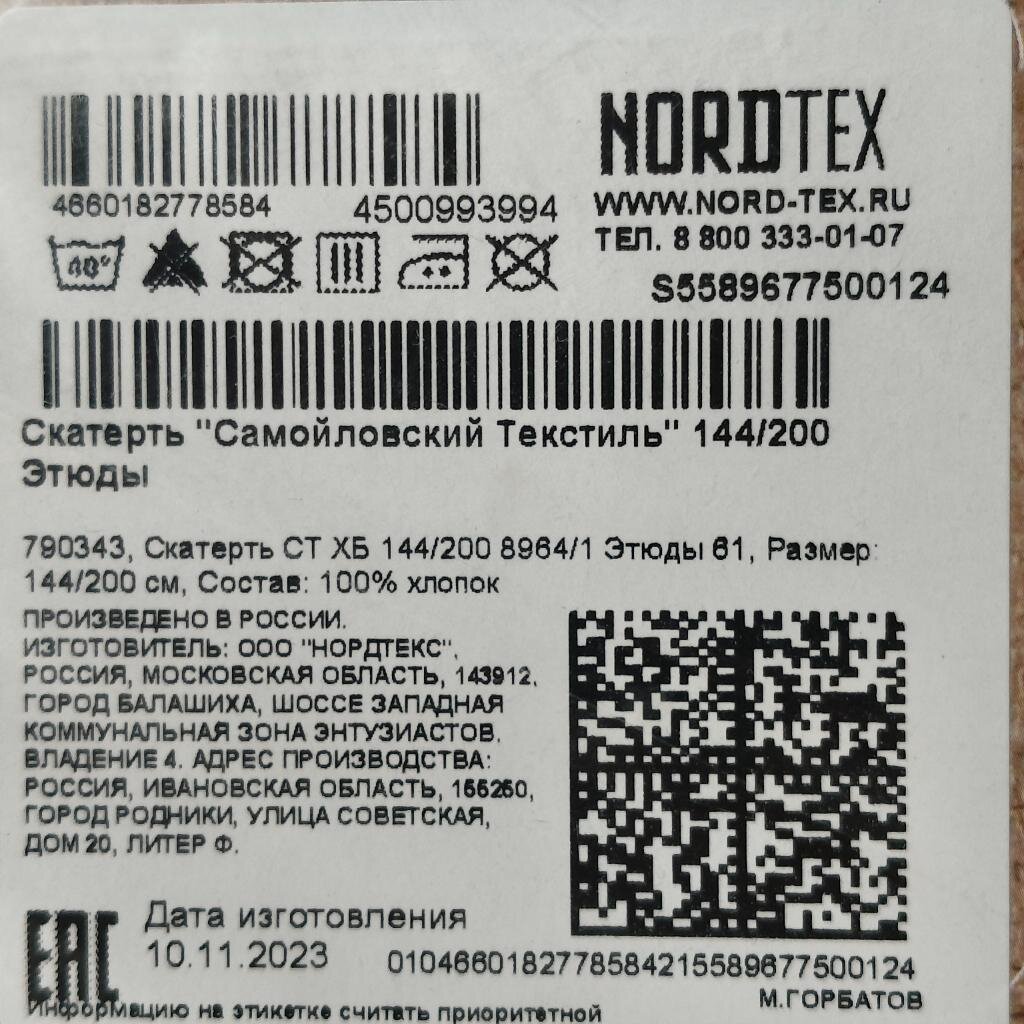 NORDTEX
4660182778584 4500993994
WWW.NORD-TEX.RU
ТЕЛ. 8 800 333-01-07
40°
S5589677500124
Скатерть "Самойловский Текстиль" 144/200
Этюды
790343, Скатерть СТ ХБ 144/200 8964/1 Этюды 61, Размер:
144/200 см, Состав: 100% хлопок
ПРОИЗВЕДЕНО В РОССИИ.
ИЗГОТОВИТЕЛЬ: ООО "НОРДТЕКС",
РОССИЯ, МОСКОВСКАЯ ОБЛАСТЬ, 143912,
ГОРОД БАЛАШИХА, ШОССЕ ЗАПАДНАЯ
КОММУНАЛЬНАЯ ЗОНА ЭНТУЗИАСТОВ,
ВЛАДЕНИЕ 4. АДРЕС ПРОИЗВОДСТВА:
РОССИЯ, ИВАНОВСКАЯ ОБЛАСТЬ, 155250,
ГОРОД РОДНИКИ, УЛИЦА СОВЕТСКАЯ,
ДОМ 20, ЛИТЕР Ф.
EAC
Дата изготовления
10.11.2023
0104660182778584215589677500124
М.ГОРБАТОВ
Информацию на этикетке считать приоритетной